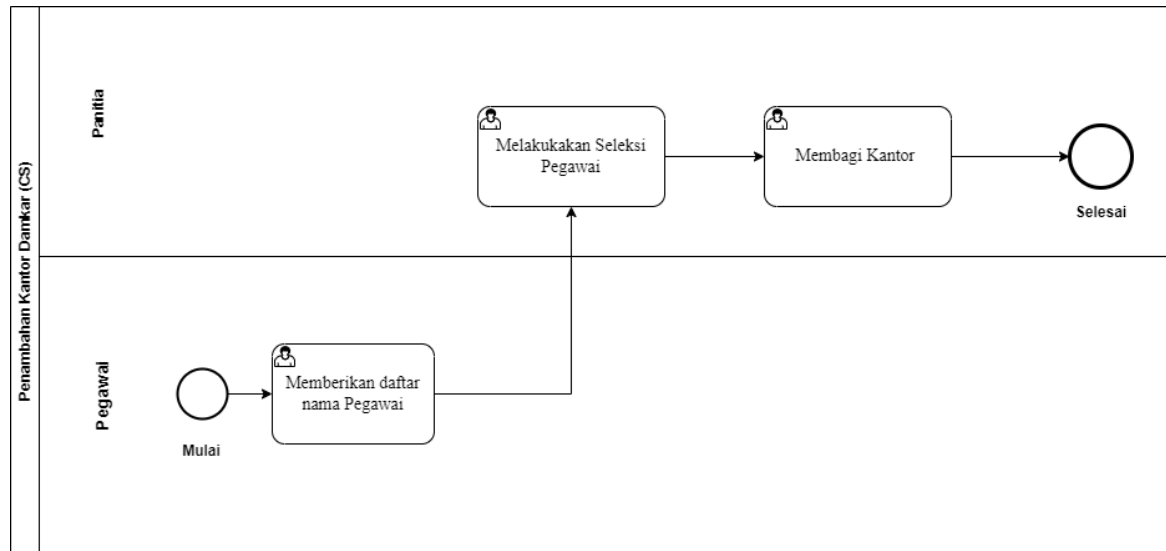 Penambahan Kantor Damkar (CS)
Panitia
Melakukakan Seleksi
Pegawai
Membagi Kantor
Selesai
Pegawai
Memberikan daftar
nama Pegawai
Mulai